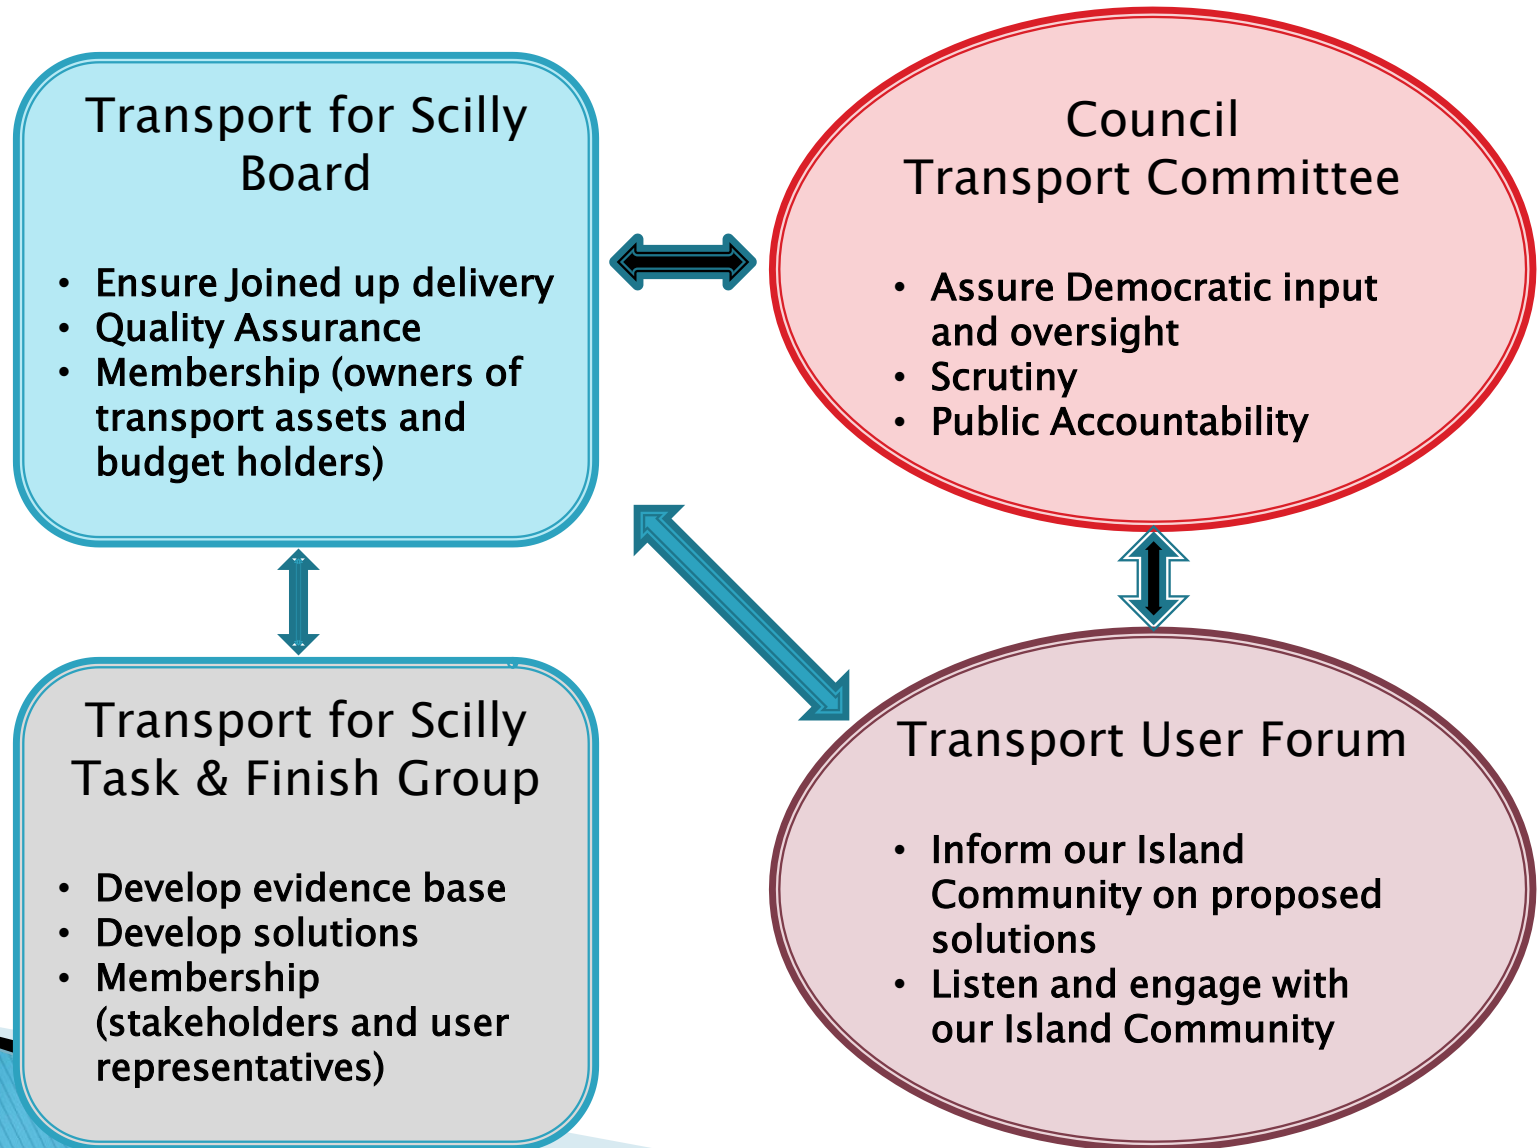 Transport for Scilly
Board
• Ensure Joined up delivery
• Quality Assurance
• Membership (owners of
transport assets and
budget holders)
Council
Transport Committee
• Assure Democratic input
and oversight
• Scrutiny
• Public Accountability
Transport for Scilly
Task & Finish Group
• Develop evidence base
• Develop solutions
• Membership
(stakeholders and user
representatives)
Transport User Forum
• Inform our Island
Community on proposed
solutions
• Listen and engage with
our Island Community